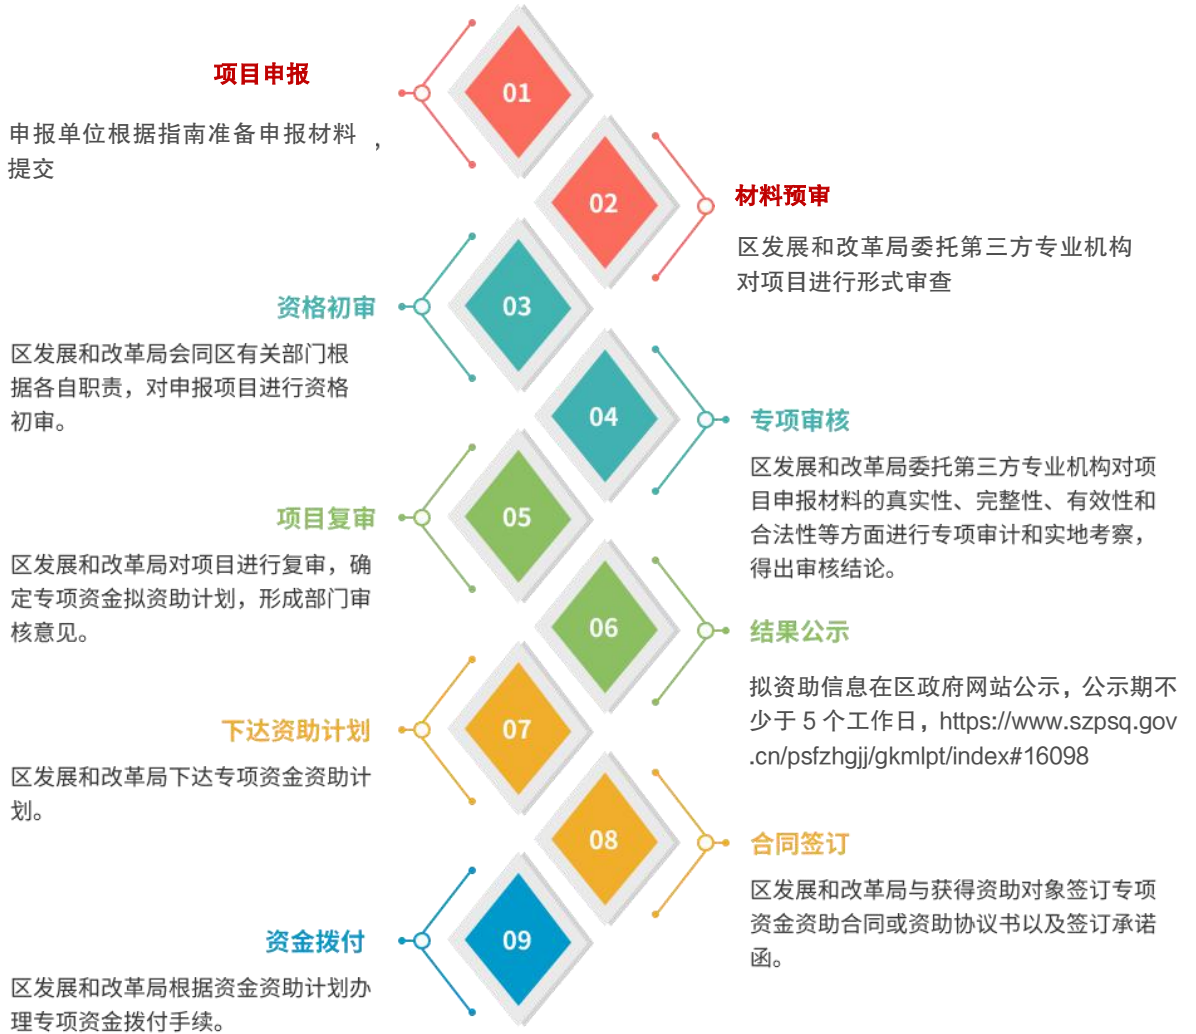 01
项目申报
申报单位根据指南准备申报材料，
提交
02
材料预审
区发展和改革局委托第三方专业机构
对项目进行形式审查
03
资格初审
区发展和改革局会同区有关部门根
据各自职责，对申报项目进行资格
初审。
04
专项审核
区发展和改革局委托第三方专业机构对项
目申报材料的真实性、完整性、有效性和
合法性等方面进行专项审计和实地考察，
得出审核结论。
05
项目复审
区发展和改革局对项目进行复审，确
定专项资金拟资助计划，形成部门审
核意见。
06
结果公示
拟资助信息在区政府网站公示，公示期不
少于 5 个工作日，https://www.szpsq.gov
.cn/psfzhgjj/gkmlpt/index#16098
07
下达资助计划
区发展和改革局下达专项资金资助计
划。
08
合同签订
区发展和改革局与获得资助对象签订专项
资金资助合同或资助协议书以及签订承诺
函。
09
资金拨付
区发展和改革局根据资金资助计划办
理专项资金拨付手续。